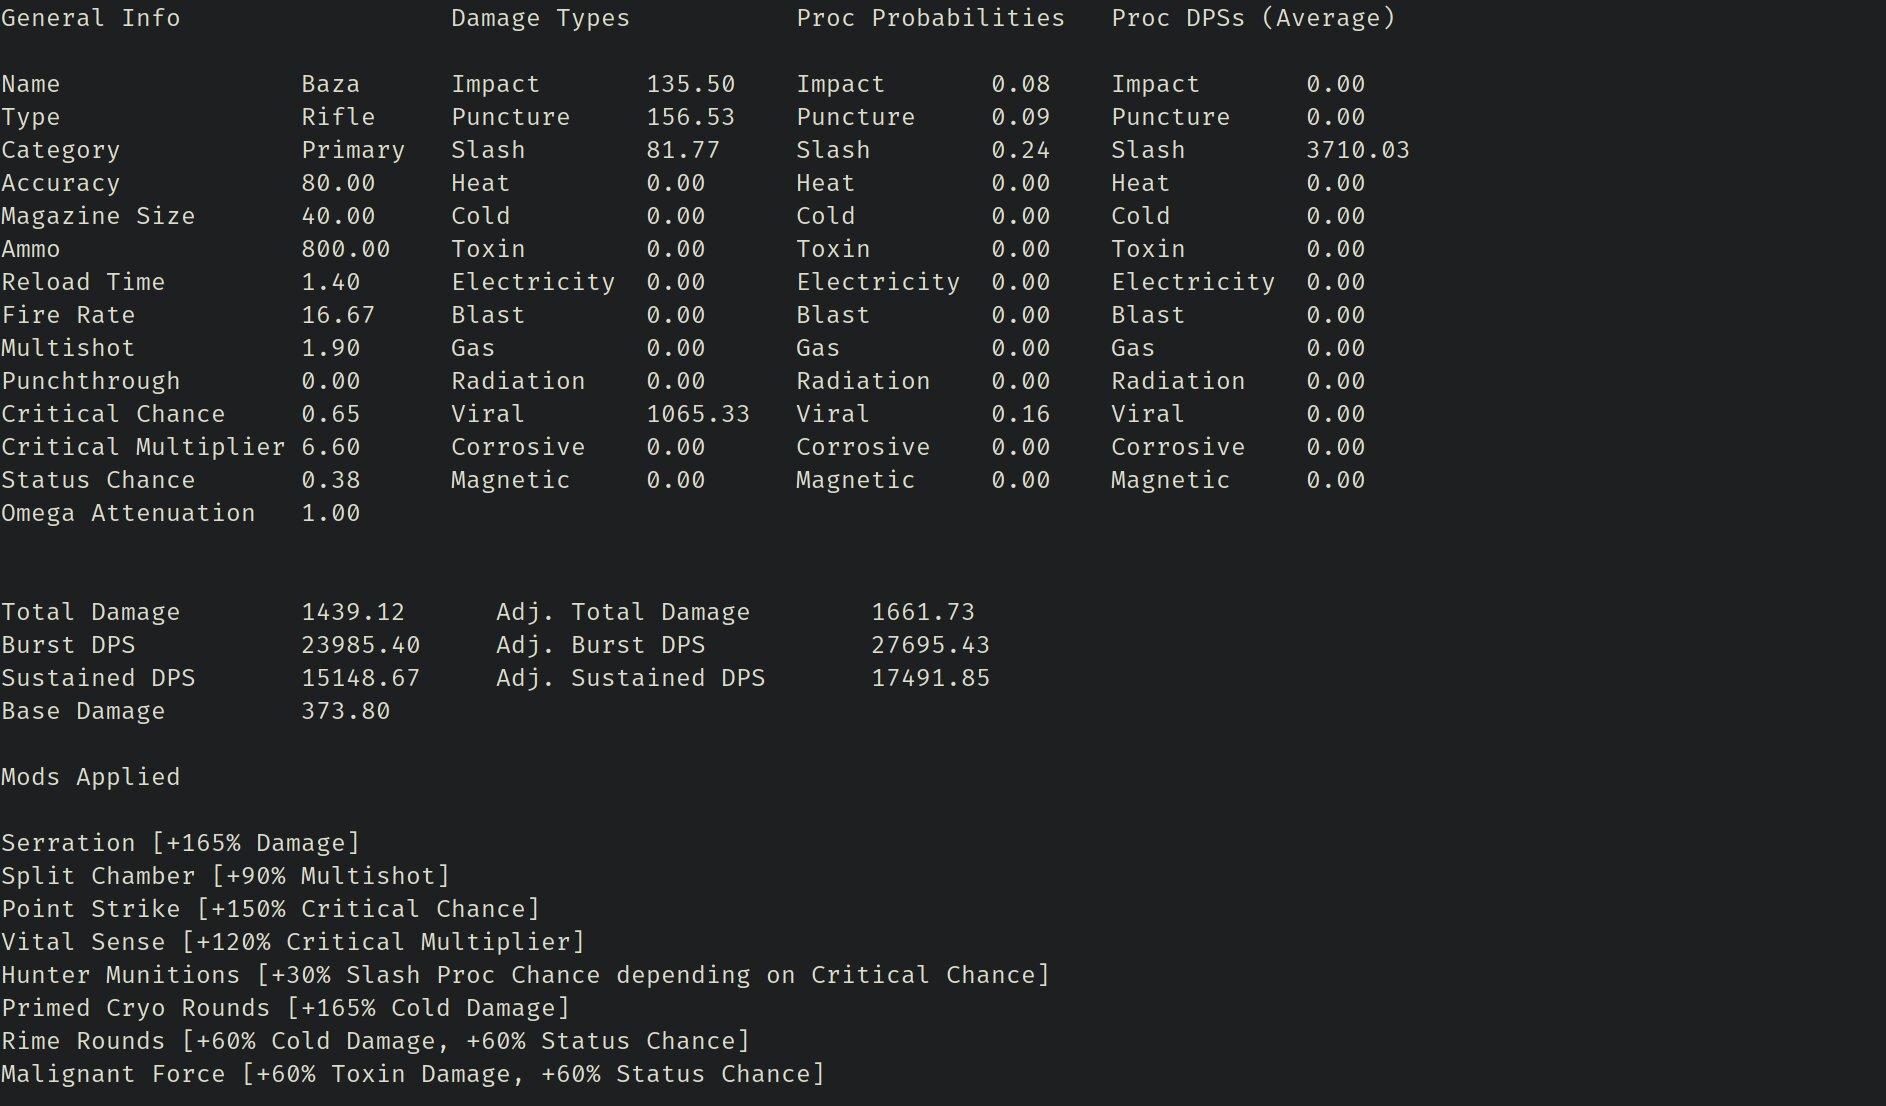 General Info Damage Types Proc Probabilities Proc DPSs (Average)
Name Baza Impact 135.50 Impact 0.08 Impact 0.00
Type Rifle Puncture 156.53 Puncture 0.09 Puncture 0.00
Category Primary Slash 81.77 Slash 0.24 Slash 3710.03
Accuracy 80.00 Heat 0.00 Heat 0.00 Heat 0.00
Magazine Size 40.00 Cold 0.00 Cold 0.00 Cold 0.00
Ammo 800.00 Toxin 0.00 Toxin 0.00 Toxin 0.00
Reload Time 1.40 Electricity 0.00 Electricity 0.00 Electricity 0.00
Fire Rate 16.67 Blast 0.00 Blast 0.00 Blast 0.00
Multishot 1.90 Gas 0.00 Gas 0.00 Gas 0.00
Punchthrough 0.00 Radiation 0.00 Radiation 0.00 Radiation 0.00
Critical Chance 0.65 Viral 1065.33 Viral 0.16 Viral 0.00
Critical Multiplier 6.60 Corrosive 0.00 Corrosive 0.00 Corrosive 0.00
Status Chance 0.38 Magnetic 0.00 Magnetic 0.00 Magnetic 0.00
Omega Attenuation 1.00
Total Damage 1439.12 Adj. Total Damage 1661.73
Burst DPS 23985.40 Adj. Burst DPS 27695.43
Sustained DPS 15148.67 Adj. Sustained DPS 17491.85
Base Damage 373.80
Mods Applied
Serration [+165% Damage]
Split Chamber [+90% Multishot]
Point Strike [+150% Critical Chance]
Vital Sense [+120% Critical Multiplier]
Hunter Munitions [+30% Slash Proc Chance depending on Critical Chance]
Primed Cryo Rounds [+165% Cold Damage]
Rime Rounds [+60% Cold Damage, +60% Status Chance]
Malignant Force [+60% Toxin Damage, +60% Status Chance]